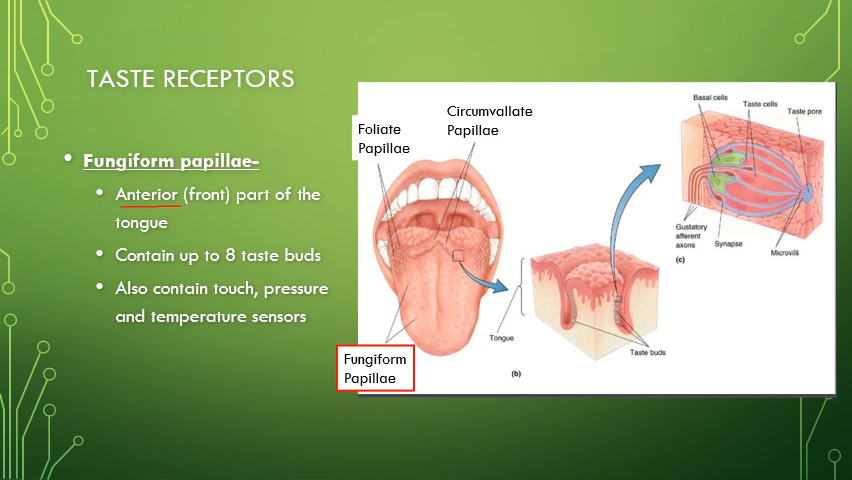 TASTE RECEPTORS
• Fungiform papillae-
• Anterior (front) part of the
tongue
• Contain up to 8 taste buds
• Also contain touch, pressure
and temperature sensors
Foliate
Papillae
Circumvallate
Papillae
Fungiform
Papillae
Tongue
(b)
Taste buds
Basal cells
Taste cells
Taste pore
Gustatory
afferent
axons
Synapse
Microvilli
(c)